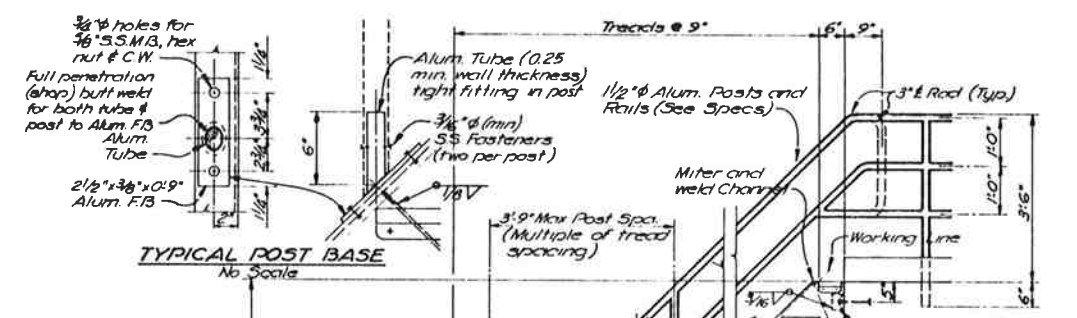 ¾"φ holes for
⅝" S.S.M.B., hex
nut & C.W.
Full penetration
(shop) butt weld
for both tube &
post to Alum. F.B
Alum.
Tube
2½"x⅜"x0'-9"
Alum. F.B.
1¼"
3¾"
2¾"
1¼"
2"
TYPICAL POST BASE
No Scale
6"
Alum. Tube (0.25
min. wall thickness)
tight fitting in post
3/16"φ (min)
SS Fasteners
(two per post)
1/8
Treads @ 9"
6"
9"
1½"φ Alum. Posts and
Rails (See Specs)
3" ℄ Rad (Typ.)
Miter and
weld Channel
3'-9" Max Post Spa.
(Multiple of tread
spacing)
Working Line
1'-0"
1'-0"
3'-6"
6"
5"
3/16